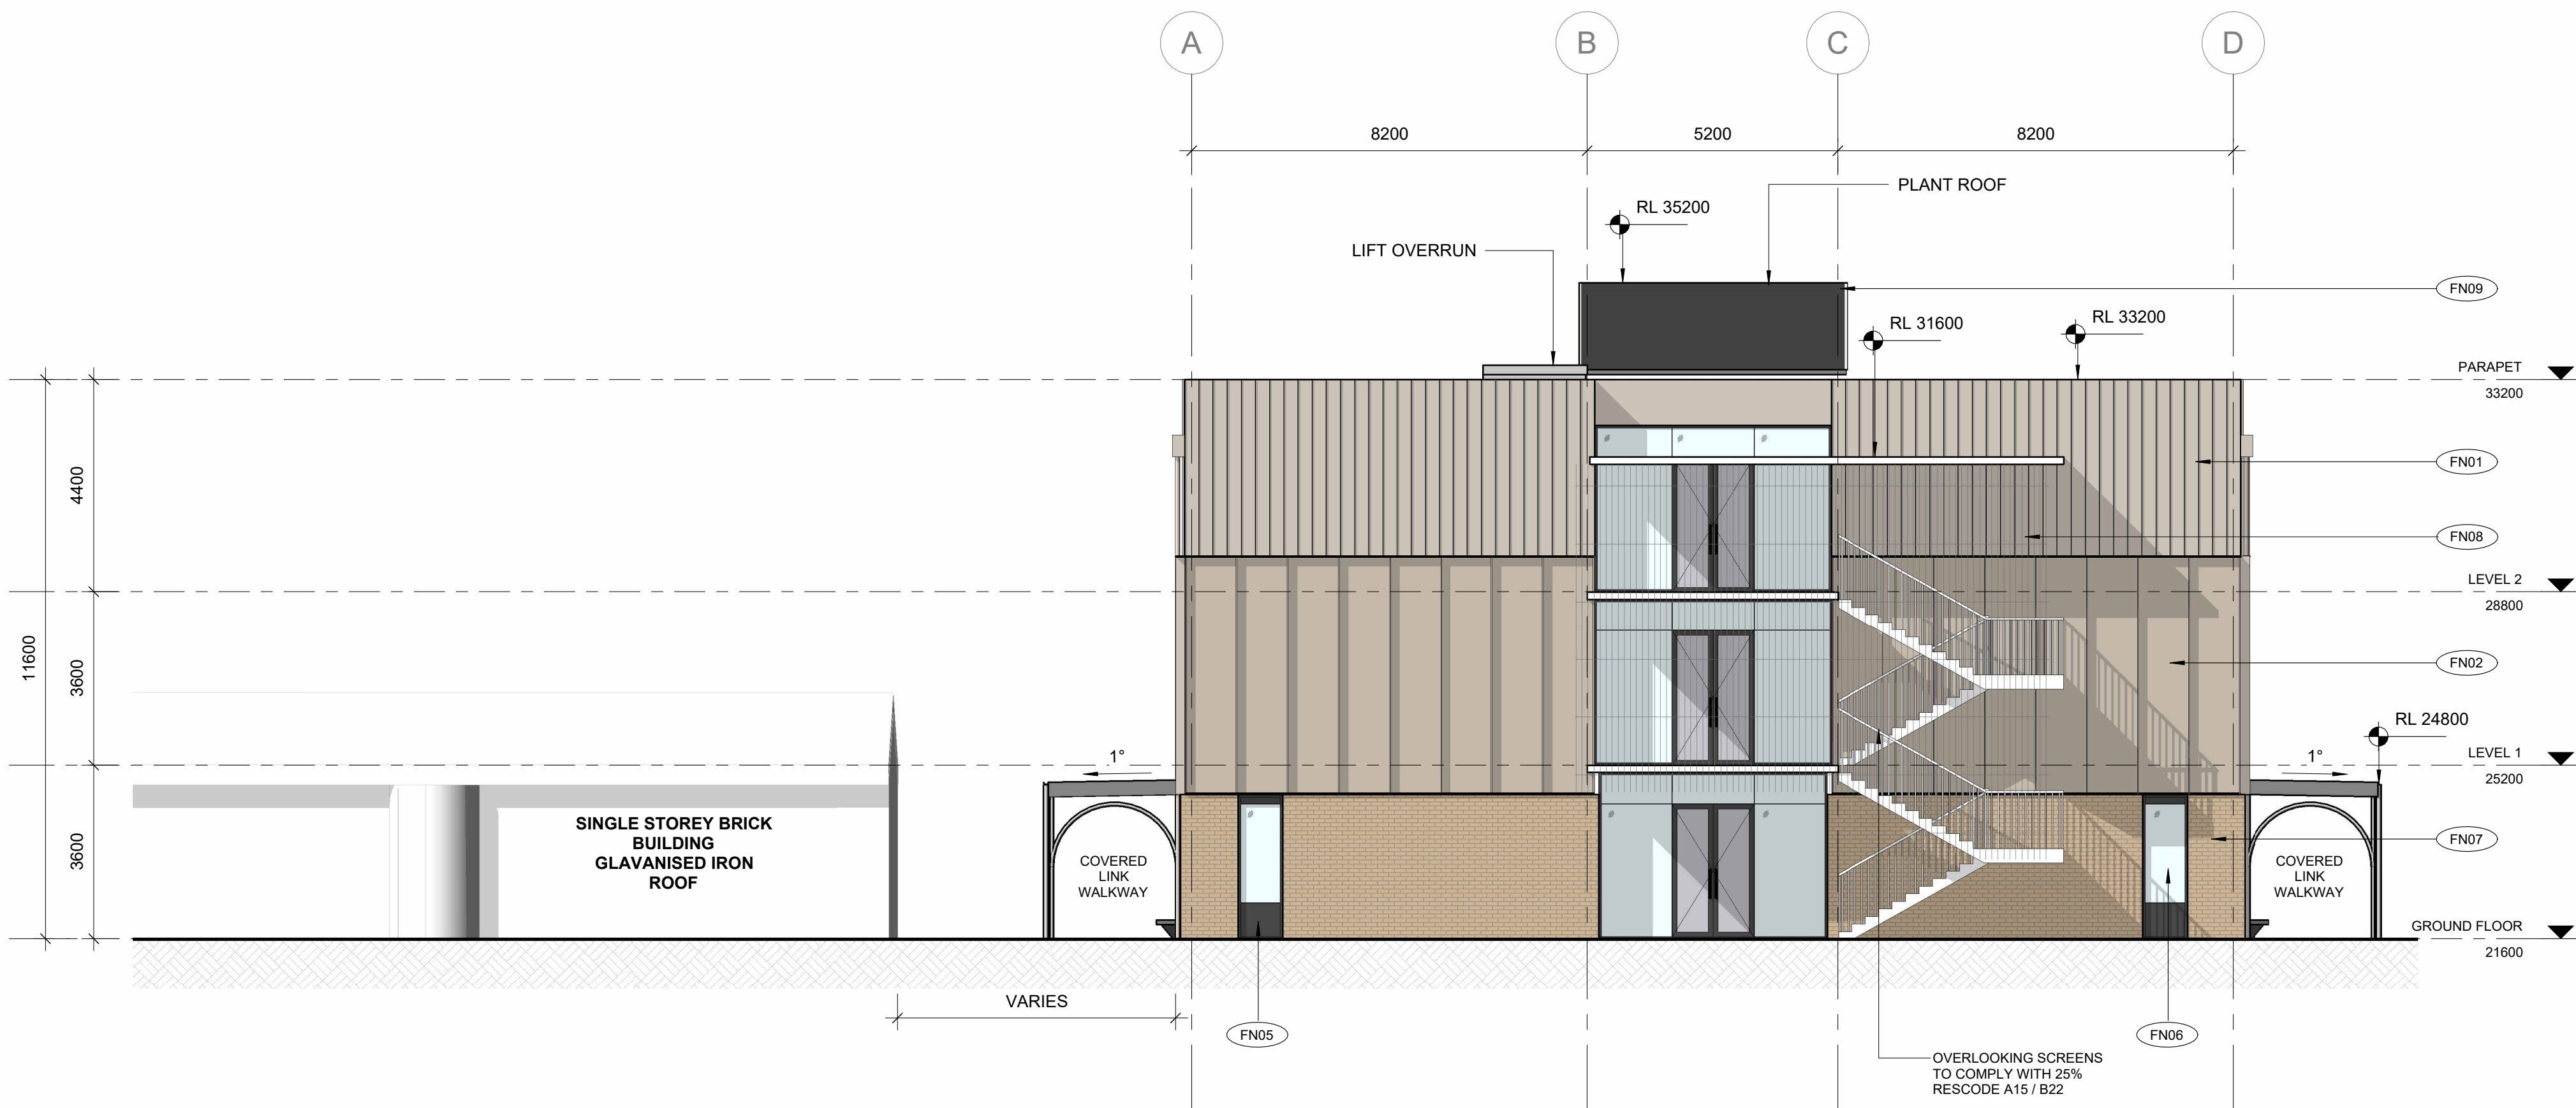 A B C D
8200 5200 8200
PLANT ROOF
RL 35200
LIFT OVERRUN
FN09
RL 31600
RL 33200
PARAPET
33200
FN01
4400
FN08
LEVEL 2
28800
11600
3600
FN02
RL 24800
1°
1°
LEVEL 1
25200
SINGLE STOREY BRICK
BUILDING
GLAVANISED IRON
ROOF
3600
COVERED
LINK
WALKWAY
COVERED
LINK
WALKWAY
FN07
GROUND FLOOR
21600
VARIES
FN05
FN06
OVERLOOKING SCREENS
TO COMPLY WITH 25%
RESCODE A15 / B22